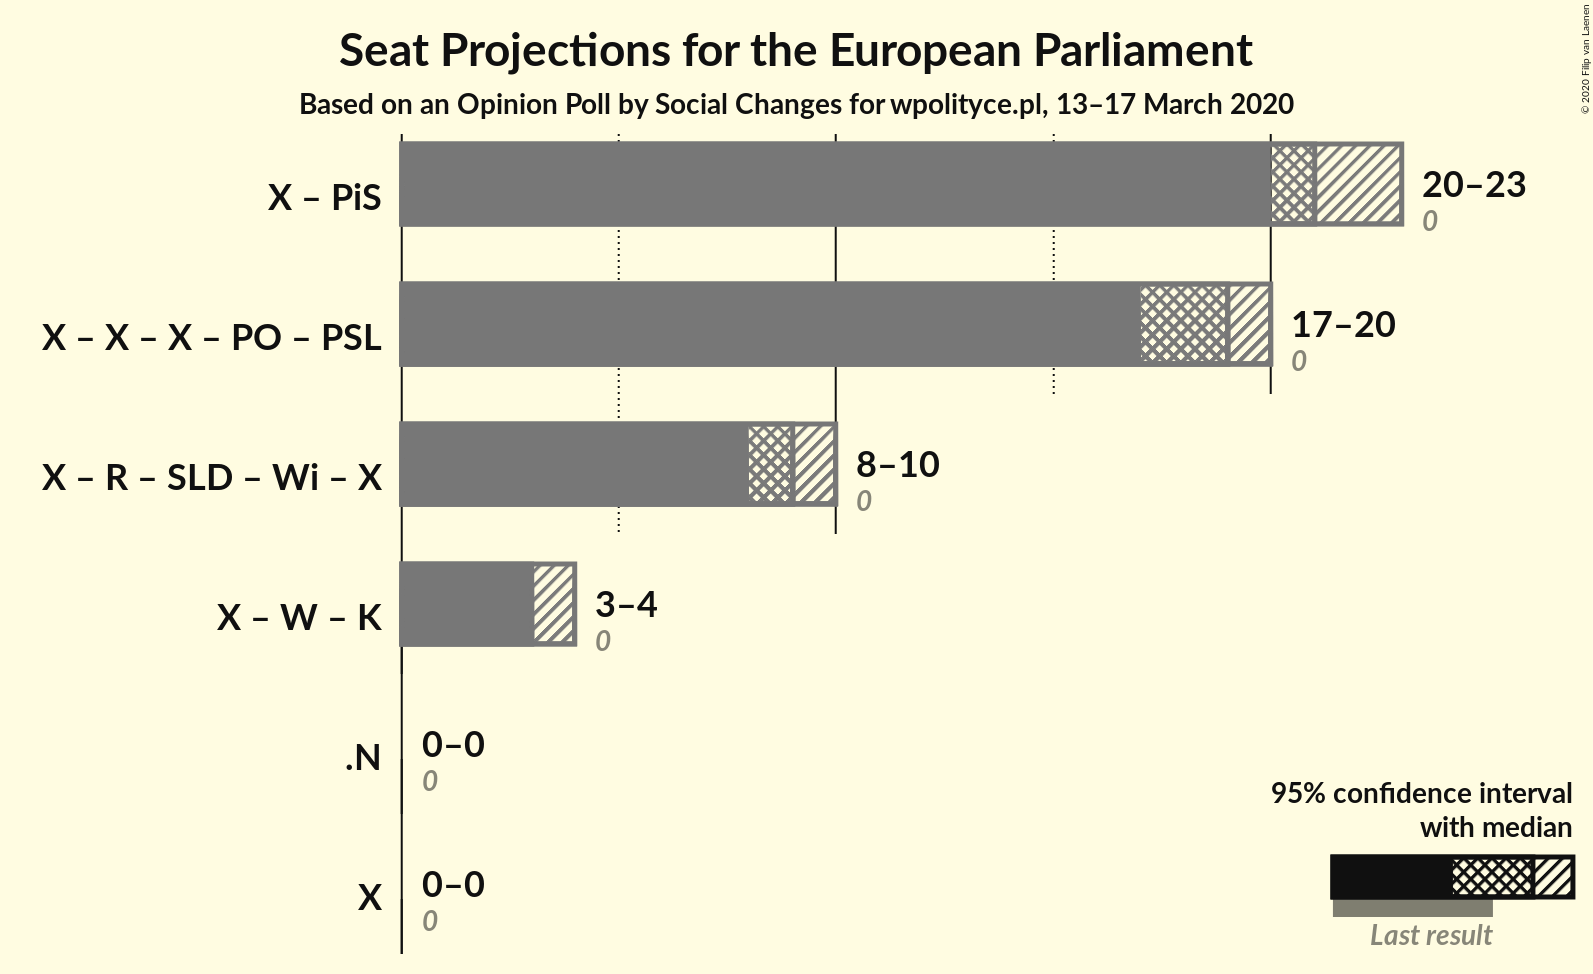 Seat Projections for the European Parliament
Based on an Opinion Poll by Social Changes for wpolityce.pl, 13–17 March 2020
© 2020 Filip van Laenen
X – PiS
20–23
0
X – X – X – PO – PSL
17–20
0
X – R – SLD – Wi – X
8–10
0
X – W – K
3–4
0
.N
0–0
0
X
0–0
0
95% confidence interval
with median
Last result